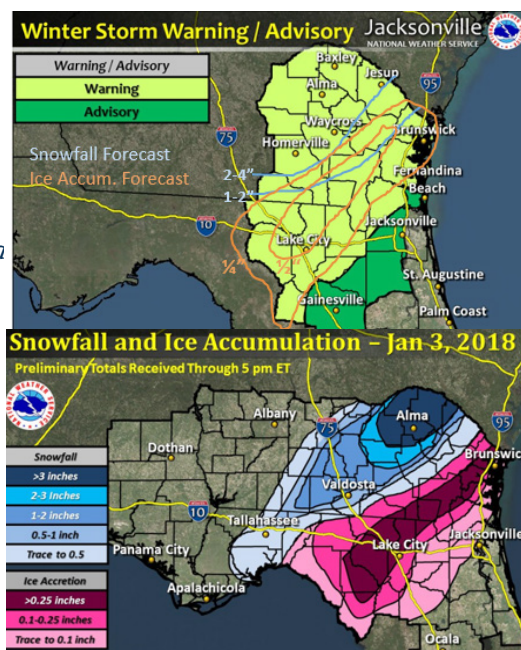 Winter Storm Warning / Advisory
Jacksonville
NATIONAL WEATHER SERVICE
Warning / Advisory
Warning
Advisory
Snowfall Forecast
Ice Accum. Forecast
Baxley
Jesup
95
Alma
Waycross
Brunswick
75
Homerville
2-4"
1-2"
Fernandina
Beach
10
Jacksonville
Lake City
¼"
½"
St. Augustine
Gainesville
Palm Coast
Snowfall and Ice Accumulation – Jan 3, 2018
Preliminary Totals Received Through 5 pm ET
Snowfall
>3 inches
2-3 Inches
1-2 inches
0.5-1 inch
Trace to 0.5
Ice Accretion
>0.25 inches
0.1-0.25 inches
Trace to 0.1 inch
Albany
75
Alma
95
Dothan
Brunswick
Valdosta
10
Tallahassee
Panama City
Lake City
Jacksonville
Apalachicola
Ocala